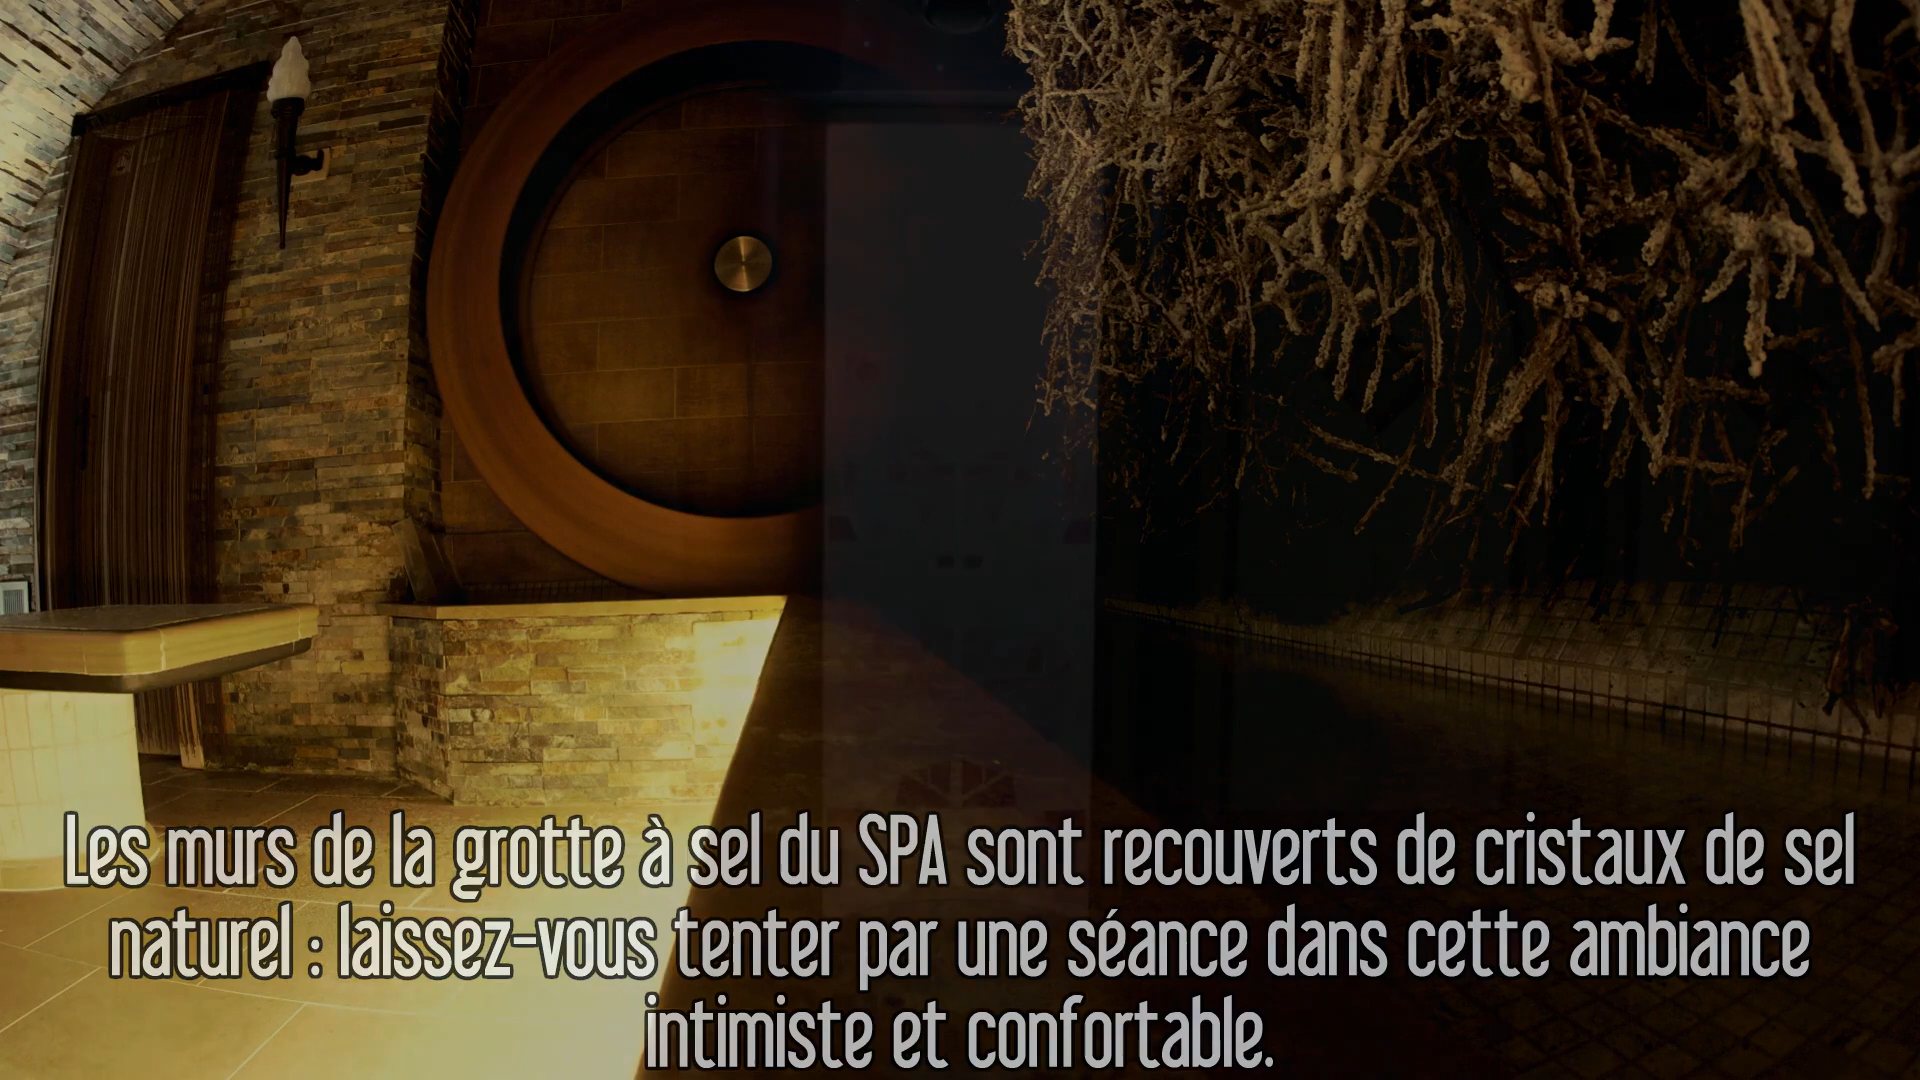 Les murs de la grotte à sel du SPA sont recouverts de cristaux de sel
naturel : laissez-vous tenter par une séance dans cette ambiance
intimiste et confortable.